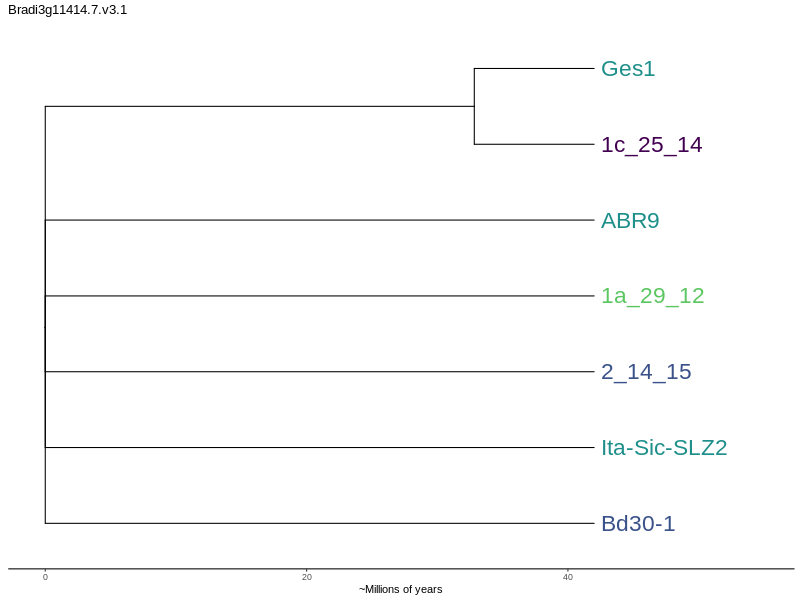 Bradi3g11414.7.v3.1
Ges1
1c_25_14
ABR9
1a_29_12
2_14_15
Ita-Sic-SLZ2
Bd30-1
0 20 40
~Millions of years